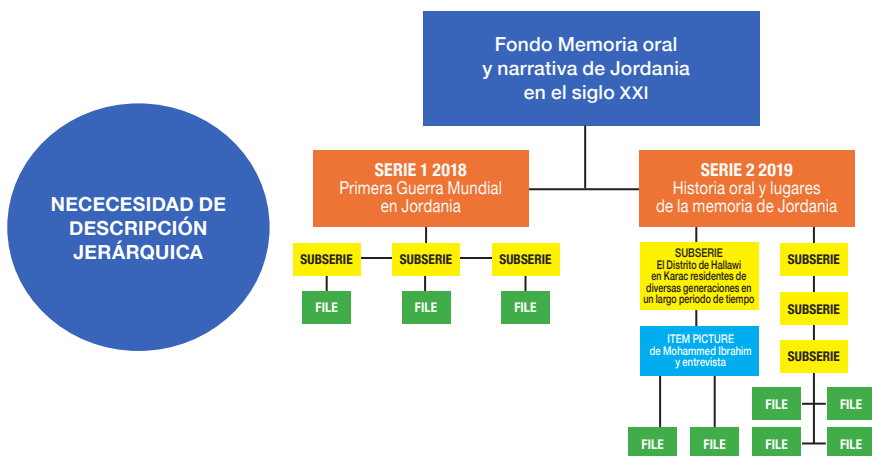 Fondo Memoria oral
y narrativa de Jordania
en el siglo XXI
NECECESIDAD DE
DESCRIPCIÓN
JERÁRQUICA
SERIE 1 2018
Primera Guerra Mundial
en Jordania
SERIE 2 2019
Historia oral y lugares
de la memoria de Jordania
SUBSERIE
SUBSERIE
SUBSERIE
FILE
FILE
FILE
SUBSERIE
El Distrito de Hallawi
en Karac residentes de
diversas generaciones en
un largo periodo de tiempo
ITEM PICTURE
de Mohammed Ibrahim
y entrevista
FILE
FILE
SUBSERIE
SUBSERIE
SUBSERIE
FILE
FILE
FILE
FILE